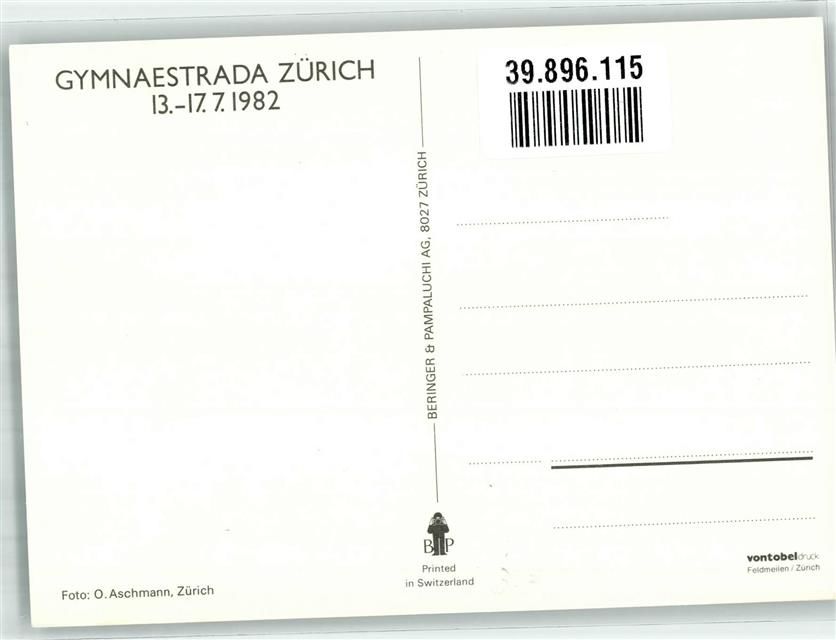 GYMNAESTRADA ZÜRICH
13.–17. 7. 1982
39.896.115
BERINGER & PAMPALUCHI AG, 8027 ZÜRICH
B P
Printed
in Switzerland
Foto: O. Aschmann, Zürich
vontobeldruck
Feldmeilen / Zürich